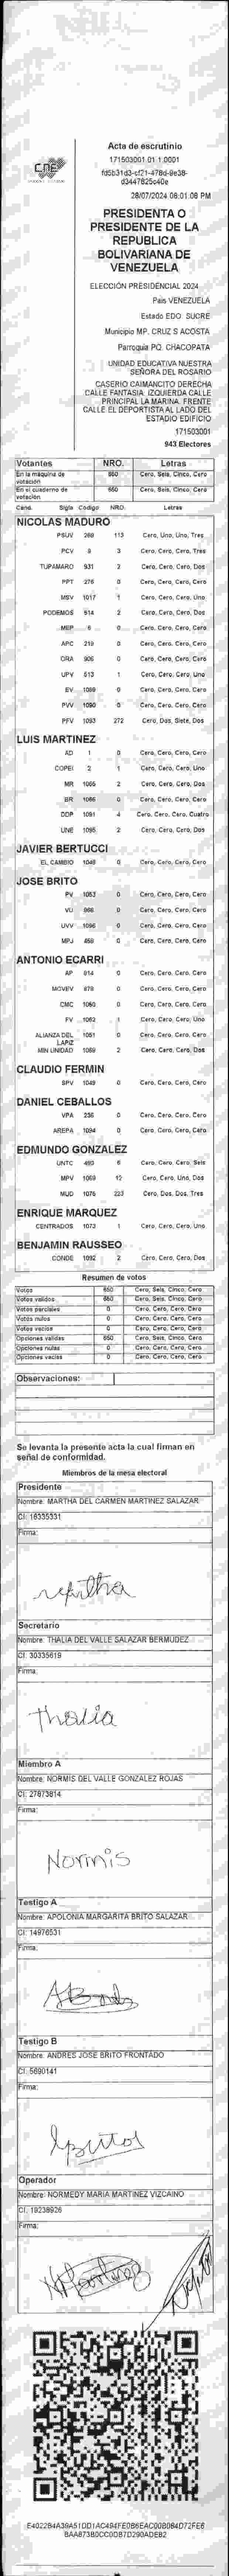 CNE
Acta de escrutinio
171503001.01.1.0001
fd5b31d3-cf21-478d-9e38-
d3447825c40e
28/07/2024 06:01:06 PM
PRESIDENTA O
PRESIDENTE DE LA
REPUBLICA
BOLIVARIANA DE
VENEZUELA
ELECCIÓN PRESIDENCIAL 2024
Pais VENEZUELA
Estado EDO. SUCRE
Municipio MP. CRUZ S ACOSTA
Parroquia PQ. CHACOPATA
UNIDAD EDUCATIVA NUESTRA
SEÑORA DEL ROSARIO
CASERIO CAIMANCITO DERECHA
CALLE FANTASIA. IZQUIERDA CALLE
PRINCIPAL LA MARINA. FRENTE
CALLE EL DEPORTISTA AL LADO DEL
ESTADIO EDIFICIO
171503001
943 Electores
Votantes NRO. Letras
En la máquina de votación 650 Cero, Seis, Cinco, Cero
En el cuaderno de votación 650 Cero, Seis, Cinco, Cero
Cand. Sigla Código NRO. Letras
NICOLAS MADURO
PSUV 268 113 Cero, Uno, Uno, Tres
PCV 3 3 Cero, Cero, Cero, Tres
TUPAMARO 931 2 Cero, Cero, Cero, Dos
PPT 276 0 Cero, Cero, Cero, Cero
MSV 1017 1 Cero, Cero, Cero, Uno
PODEMOS 514 2 Cero, Cero, Cero, Dos
MEP 6 0 Cero, Cero, Cero, Cero
APC 219 0 Cero, Cero, Cero, Cero
ORA 906 0 Cero, Cero, Cero, Cero
UPV 513 1 Cero, Cero, Cero, Uno
EV 1089 0 Cero, Cero, Cero, Cero
PVV 1090 0 Cero, Cero, Cero, Cero
PFV 1093 272 Cero, Dos, Siete, Dos
LUIS MARTINEZ
AD 1 0 Cero, Cero, Cero, Cero
COPEI 2 1 Cero, Cero, Cero, Uno
MR 1065 2 Cero, Cero, Cero, Dos
BR 1066 0 Cero, Cero, Cero, Cero
DDP 1091 4 Cero, Cero, Cero, Cuatro
UNE 1095 2 Cero, Cero, Cero, Dos
JAVIER BERTUCCI
EL CAMBIO 1048 0 Cero, Cero, Cero, Cero
JOSE BRITO
PV 1053 0 Cero, Cero, Cero, Cero
VU 966 0 Cero, Cero, Cero, Cero
UVV 1096 0 Cero, Cero, Cero, Cero
MPJ 459 0 Cero, Cero, Cero, Cero
ANTONIO ECARRI
AP 914 0 Cero, Cero, Cero, Cero
MOVEV 879 0 Cero, Cero, Cero, Cero
CMC 1060 0 Cero, Cero, Cero, Cero
FV 1062 1 Cero, Cero, Cero, Uno
ALIANZA DEL LAPIZ 1051 0 Cero, Cero, Cero, Cero
MIN UNIDAD 1059 2 Cero, Cero, Cero, Dos
CLAUDIO FERMIN
SPV 1049 0 Cero, Cero, Cero, Cero
DANIEL CEBALLOS
VPA 236 0 Cero, Cero, Cero, Cero
AREPA 1094 0 Cero, Cero, Cero, Cero
EDMUNDO GONZALEZ
UNTC 493 6 Cero, Cero, Cero, Seis
MPV 1069 12 Cero, Cero, Uno, Dos
MUD 1076 223 Cero, Dos, Dos, Tres
ENRIQUE MARQUEZ
CENTRADOS 1073 1 Cero, Cero, Cero, Uno
BENJAMIN RAUSSEO
CONDE 1092 2 Cero, Cero, Cero, Dos
Resumen de votos
Votos 650 Cero, Seis, Cinco, Cero
Votos validos 650 Cero, Seis, Cinco, Cero
Votos parciales 0 Cero, Cero, Cero, Cero
Votos nulos 0 Cero, Cero, Cero, Cero
Votos vacios 0 Cero, Cero, Cero, Cero
Opciones validas 650 Cero, Seis, Cinco, Cero
Opciones nulas 0 Cero, Cero, Cero, Cero
Opciones vacias 0 Cero, Cero, Cero, Cero
Observaciones:
Se levanta la presente acta la cual firman en
señal de conformidad.
Miembros de la mesa electoral
Presidente
Nombre: MARTHA DEL CARMEN MARTINEZ SALAZAR
CI: 16335331
Firma:
martha
Secretario
Nombre: THALIA DEL VALLE SALAZAR BERMUDEZ
CI: 30335619
Firma:
Thalia
Miembro A
Nombre: NORMIS DEL VALLE GONZALEZ ROJAS
CI: 27873814
Firma:
Normis
Testigo A
Nombre: APOLONIA MARGARITA BRITO SALAZAR
CI: 14976531
Firma:
Testigo B
Nombre: ANDRES JOSE BRITO FRONTADO
CI: 5690141
Firma:
Operador
Nombre: NORMEDY MARIA MARTINEZ VIZCAINO
CI: 19238926
Firma:
E4022B4A39A510D1AC494FE0B6EAC00B084D72FE6
BAA873B0CC0DB7D290ADEB2